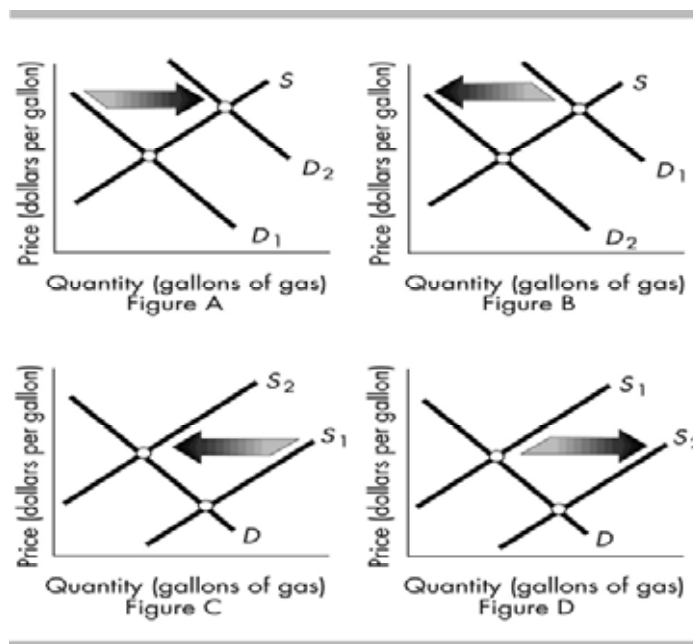 Price (dollars per gallon)
S
D2
D1
Quantity (gallons of gas)
Figure A
Price (dollars per gallon)
S
D1
D2
Quantity (gallons of gas)
Figure B
Price (dollars per gallon)
S2
S1
D
Quantity (gallons of gas)
Figure C
Price (dollars per gallon)
S1
S2
D
Quantity (gallons of gas)
Figure D